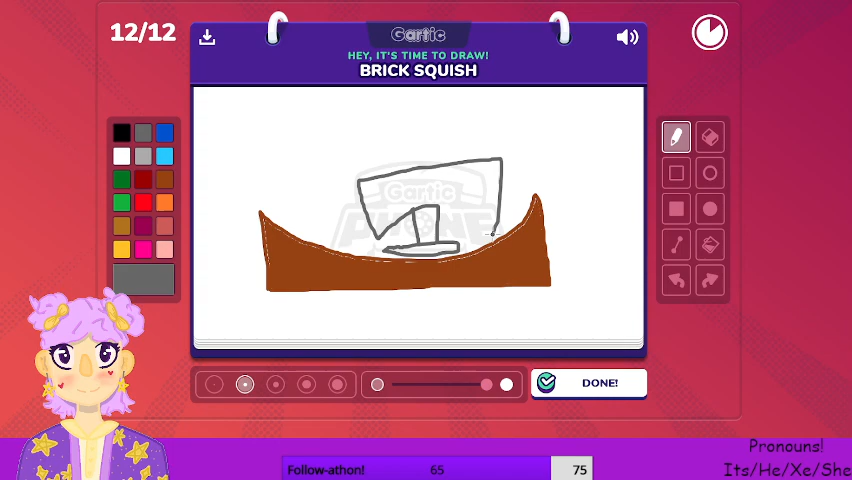 12/12
Gartic
HEY, IT'S TIME TO DRAW!
BRICK SQUISH
Gartic
PHONE
DONE!
Pronouns!
Its/He/Xe/She
Follow-athon! 65 75